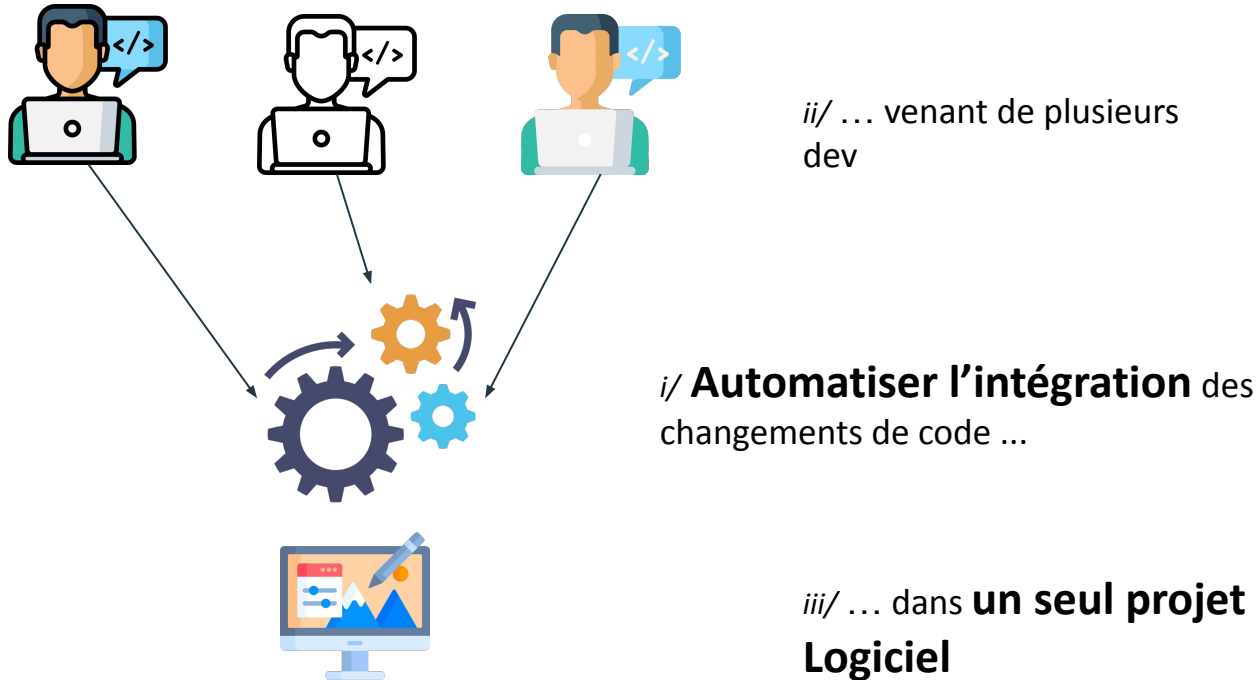 </>
</>
</>
ii/ … venant de plusieurs
dev
i/ Automatiser l’intégration des
changements de code ...
iii/ … dans un seul projet
Logiciel